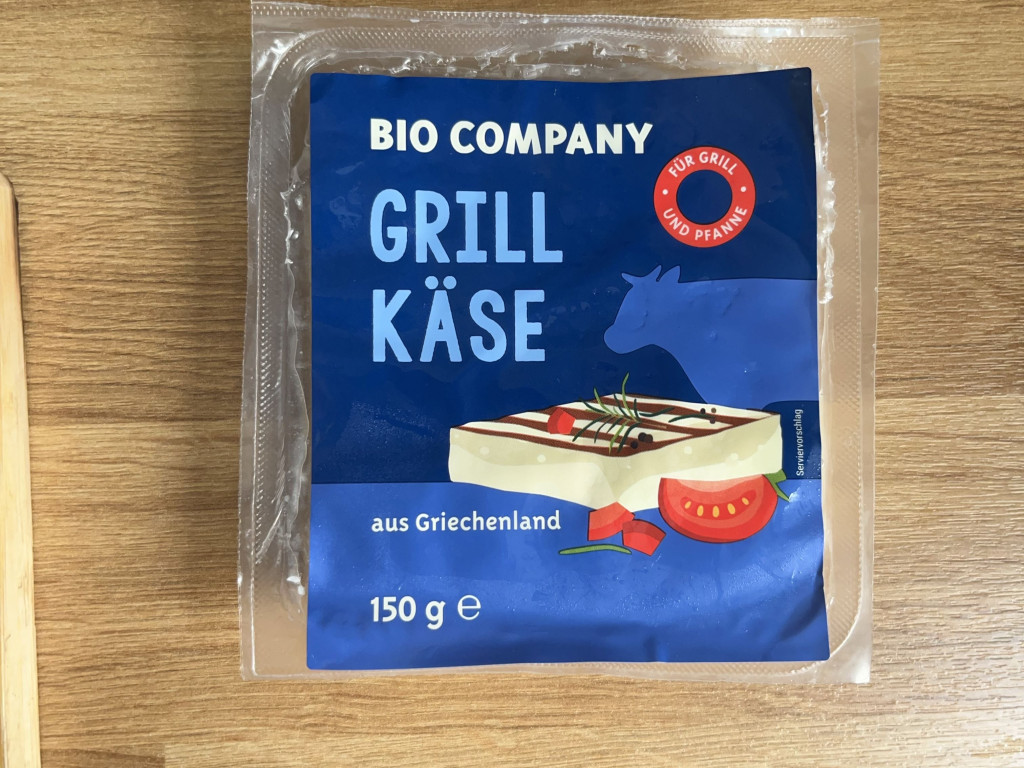 BIO COMPANY
FÜR GRILL
UND PFANNE
GRILL
KÄSE
Serviervorschlag
aus Griechenland
150 g ℮